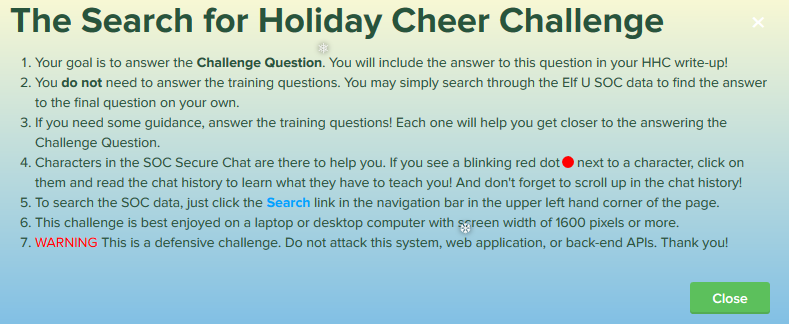 The Search for Holiday Cheer Challenge
1. Your goal is to answer the Challenge Question. You will include the answer to this question in your HHC write-up!
2. You do not need to answer the training questions. You may simply search through the Elf U SOC data to find the answer
to the final question on your own.
3. If you need some guidance, answer the training questions! Each one will help you get closer to the answering the
Challenge Question.
4. Characters in the SOC Secure Chat are there to help you. If you see a blinking red dot next to a character, click on
them and read the chat history to learn what they have to teach you! And don't forget to scroll up in the chat history!
5. To search the SOC data, just click the Search link in the navigation bar in the upper left hand corner of the page.
6. This challenge is best enjoyed on a laptop or desktop computer with screen width of 1600 pixels or more.
7. WARNING This is a defensive challenge. Do not attack this system, web application, or back-end APIs. Thank you!
Close